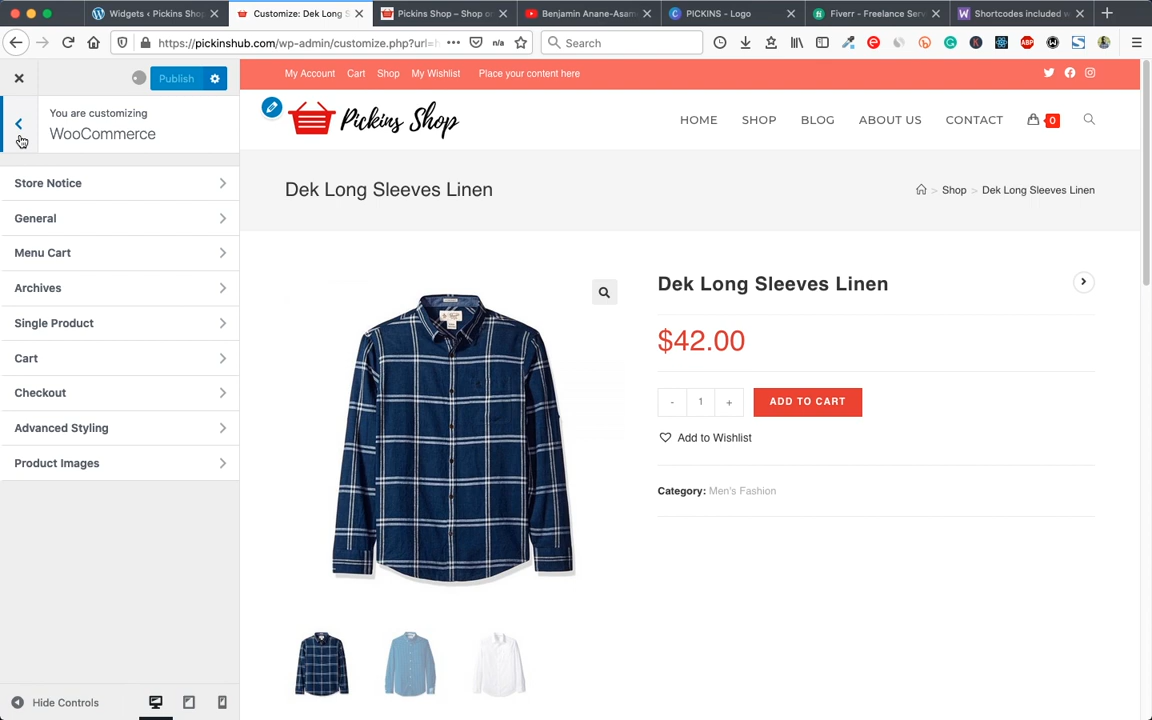 Widgets ‹ Pickins Shop
Customize: Dek Long S
Pickins Shop – Shop o
Benjamin Anane-Asam
PICKINS - Logo
Fiverr - Freelance Ser
Shortcodes included w
https://pickinshub.com/wp-admin/customize.php?url=h
n/a
Search
Publish
You are customizing
WooCommerce
Store Notice
General
Menu Cart
Archives
Single Product
Cart
Checkout
Advanced Styling
Product Images
Hide Controls
My Account Cart Shop My Wishlist Place your content here
Pickins Shop
HOME SHOP BLOG ABOUT US CONTACT 0
Dek Long Sleeves Linen
> Shop > Dek Long Sleeves Linen
Dek Long Sleeves Linen
$42.00
- 1 +
ADD TO CART
Add to Wishlist
Category: Men's Fashion